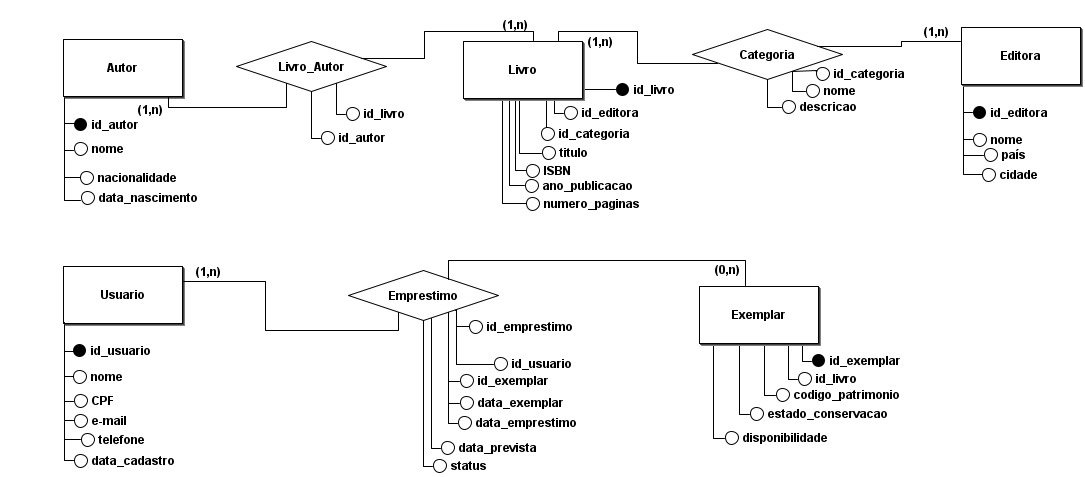 (1,n)
(1,n)
(1,n)
Autor
Livro_Autor
Livro
Categoria
Editora
(1,n)
id_autor
nome
nacionalidade
data_nascimento
id_livro
id_autor
id_livro
id_editora
id_categoria
titulo
ISBN
ano_publicacao
numero_paginas
id_categoria
nome
descricao
id_editora
nome
país
cidade
(1,n)
(0,n)
Usuario
Emprestimo
Exemplar
id_usuario
nome
CPF
e-mail
telefone
data_cadastro
id_emprestimo
id_usuario
id_exemplar
data_exemplar
data_emprestimo
data_prevista
status
id_exemplar
id_livro
codigo_patrimonio
estado_conservacao
disponibilidade